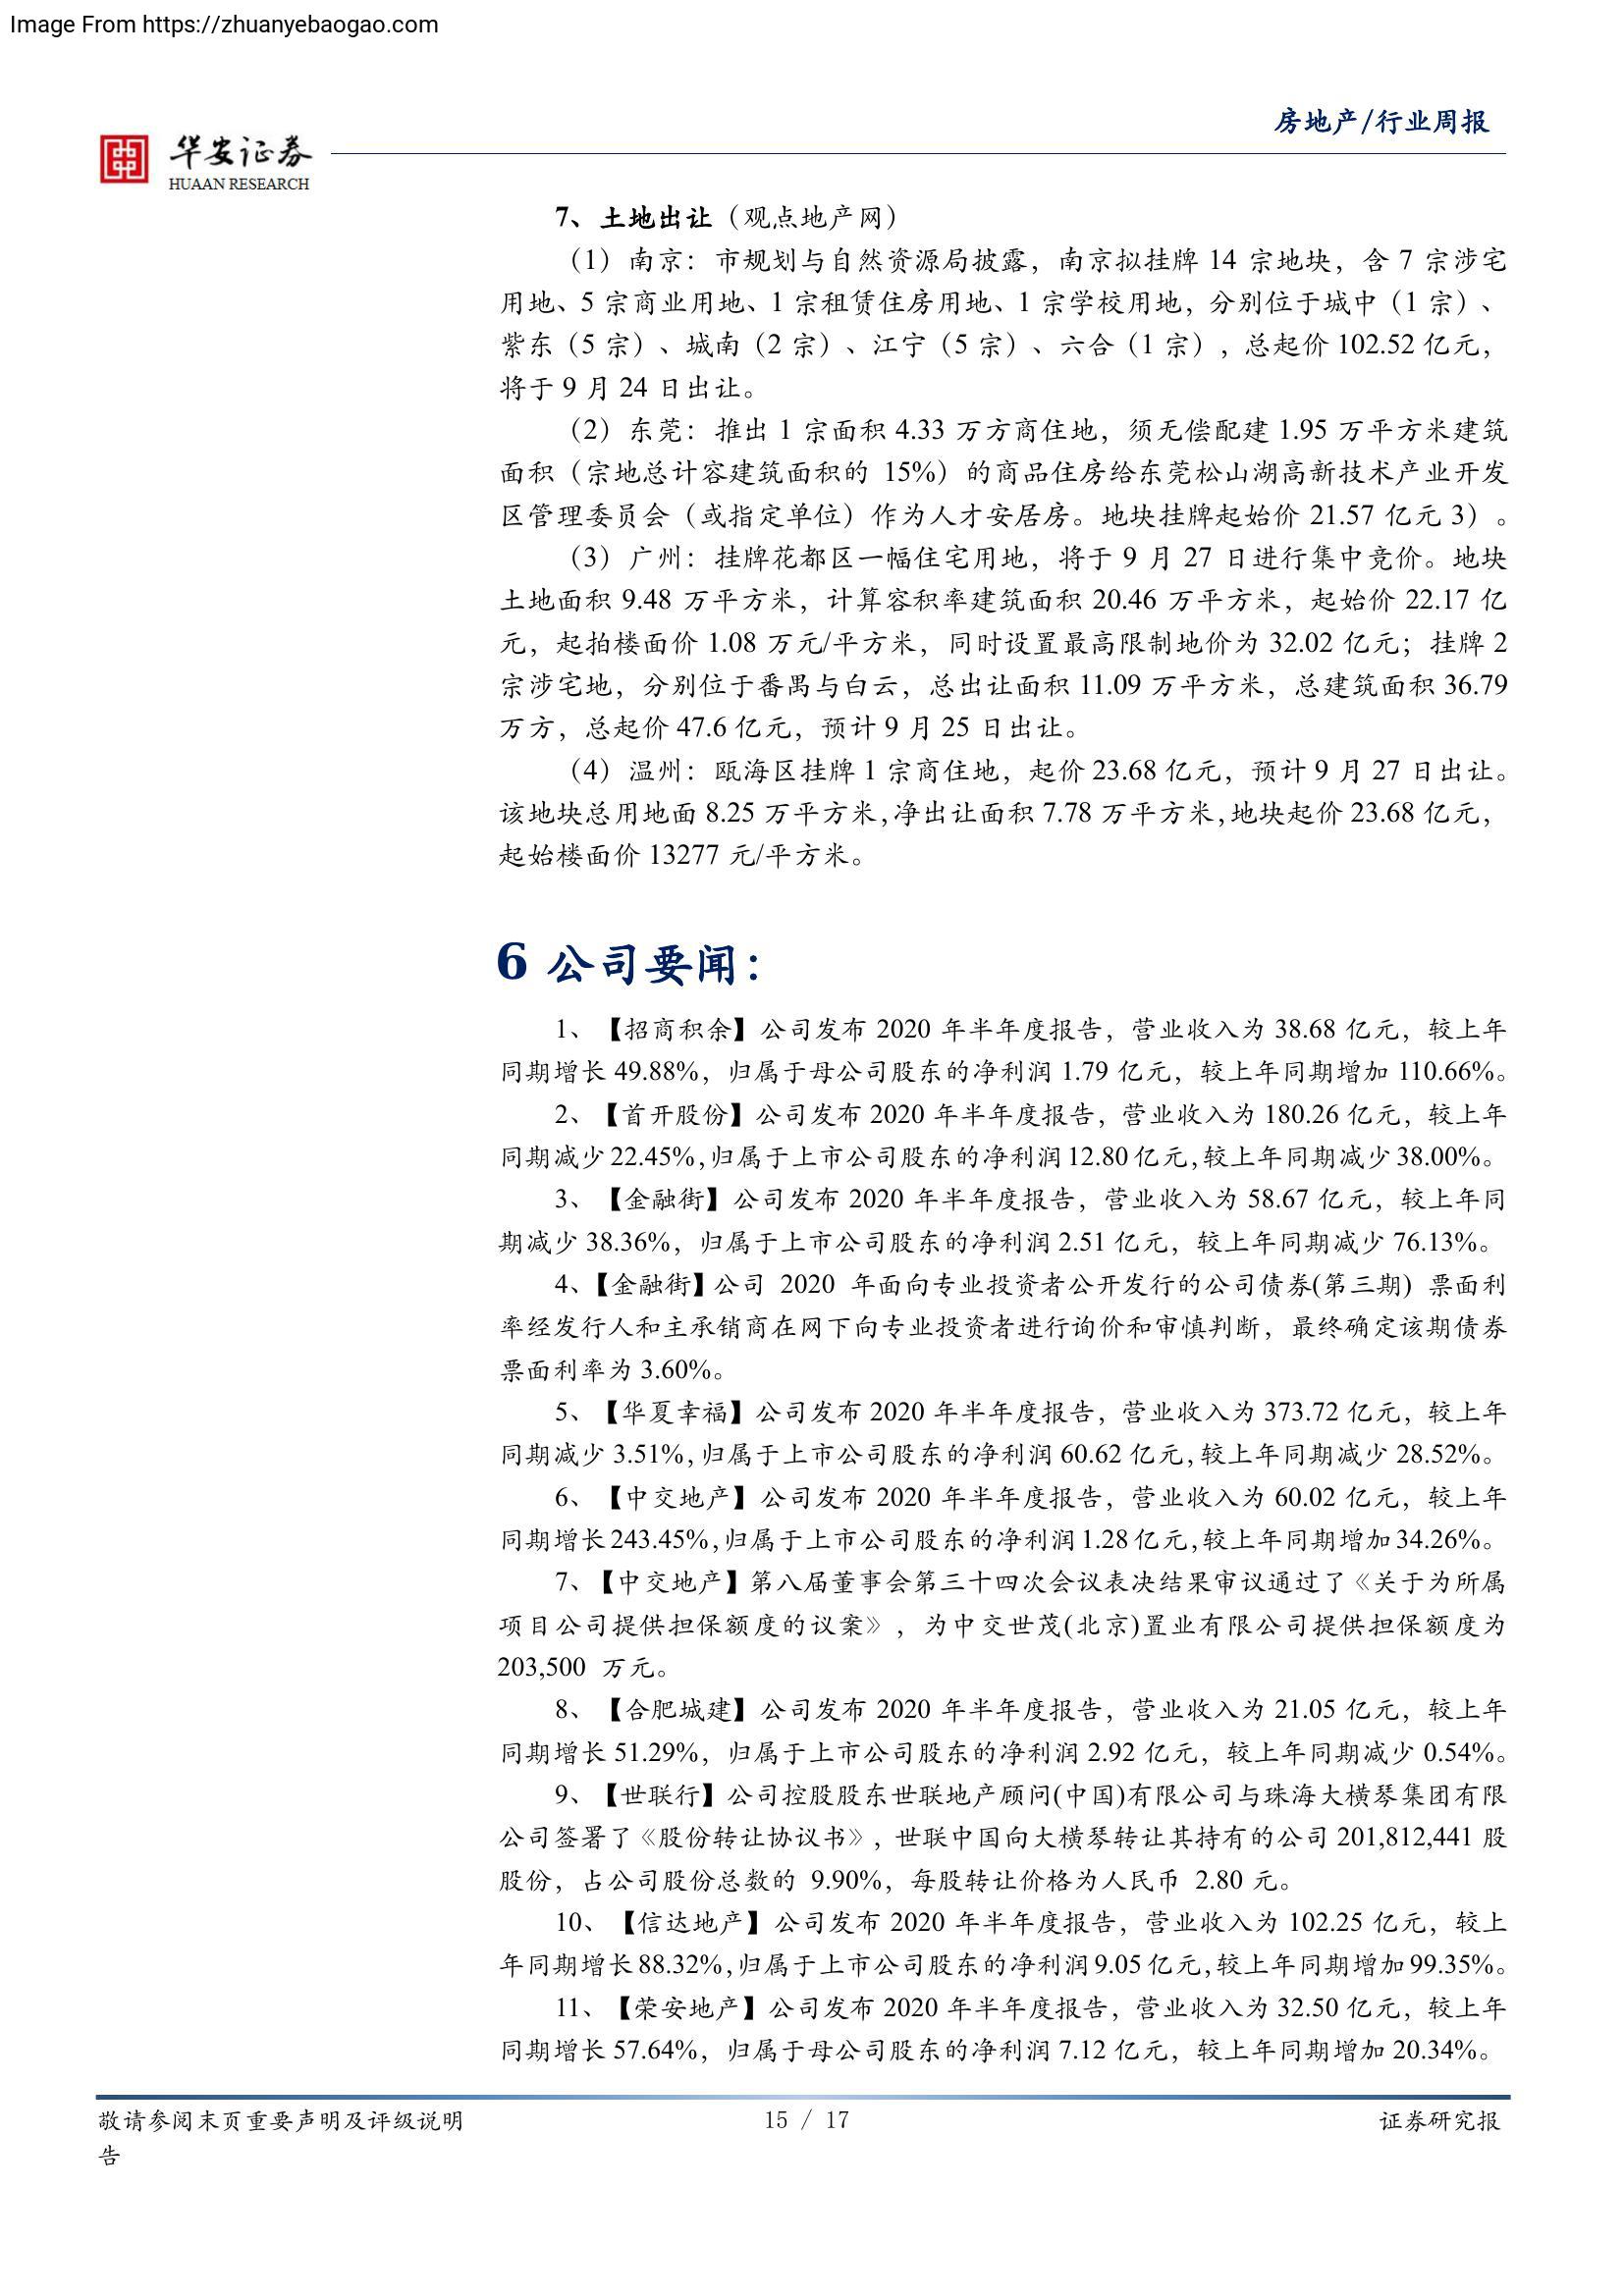 Image From https://zhuanyebaogao.com
房地产/行业周报
华安证券
HUAAN RESEARCH
7、土地出让（观点地产网）
（1）南京：市规划与自然资源局披露，南京拟挂牌 14 宗地块，含 7 宗涉宅
用地、5 宗商业用地、1 宗租赁住房用地、1 宗学校用地，分别位于城中（1 宗）、
紫东（5 宗）、城南（2 宗）、江宁（5 宗）、六合（1 宗），总起价 102.52 亿元，
将于 9 月 24 日出让。
（2）东莞：推出 1 宗面积 4.33 万方商住地，须无偿配建 1.95 万平方米建筑
面积（宗地总计容建筑面积的 15%）的商品住房给东莞松山湖高新技术产业开发
区管理委员会（或指定单位）作为人才安居房。地块挂牌起始价 21.57 亿元 3）。
（3）广州：挂牌花都区一幅住宅用地，将于 9 月 27 日进行集中竞价。地块
土地面积 9.48 万平方米，计算容积率建筑面积 20.46 万平方米，起始价 22.17 亿
元，起拍楼面价 1.08 万元/平方米，同时设置最高限制地价为 32.02 亿元；挂牌 2
宗涉宅地，分别位于番禺与白云，总出让面积 11.09 万平方米，总建筑面积 36.79
万方，总起价 47.6 亿元，预计 9 月 25 日出让。
（4）温州：瓯海区挂牌 1 宗商住地，起价 23.68 亿元，预计 9 月 27 日出让。
该地块总用地面 8.25 万平方米，净出让面积 7.78 万平方米，地块起价 23.68 亿元，
起始楼面价 13277 元/平方米。
6 公司要闻：
1、【招商积余】公司发布 2020 年半年度报告，营业收入为 38.68 亿元，较上年
同期增长 49.88%，归属于母公司股东的净利润 1.79 亿元，较上年同期增加 110.66%。
2、【首开股份】公司发布 2020 年半年度报告，营业收入为 180.26 亿元，较上年
同期减少 22.45%，归属于上市公司股东的净利润 12.80 亿元，较上年同期减少 38.00%。
3、【金融街】公司发布 2020 年半年度报告，营业收入为 58.67 亿元，较上年同
期减少 38.36%，归属于上市公司股东的净利润 2.51 亿元，较上年同期减少 76.13%。
4、【金融街】公司 2020 年面向专业投资者公开发行的公司债券(第三期) 票面利
率经发行人和主承销商在网下向专业投资者进行询价和审慎判断，最终确定该期债券
票面利率为 3.60%。
5、【华夏幸福】公司发布 2020 年半年度报告，营业收入为 373.72 亿元，较上年
同期减少 3.51%，归属于上市公司股东的净利润 60.62 亿元，较上年同期减少 28.52%。
6、【中交地产】公司发布 2020 年半年度报告，营业收入为 60.02 亿元，较上年
同期增长 243.45%，归属于上市公司股东的净利润 1.28 亿元，较上年同期增加 34.26%。
7、【中交地产】第八届董事会第三十四次会议表决结果审议通过了《关于为所属
项目公司提供担保额度的议案》，为中交世茂(北京)置业有限公司提供担保额度为
203,500 万元。
8、【合肥城建】公司发布 2020 年半年度报告，营业收入为 21.05 亿元，较上年
同期增长 51.29%，归属于上市公司股东的净利润 2.92 亿元，较上年同期减少 0.54%。
9、【世联行】公司控股股东世联地产顾问(中国)有限公司与珠海大横琴集团有限
公司签署了《股份转让协议书》，世联中国向大横琴转让其持有的公司 201,812,441 股
股份，占公司股份总数的 9.90%，每股转让价格为人民币 2.80 元。
10、【信达地产】公司发布 2020 年半年度报告，营业收入为 102.25 亿元，较上
年同期增长 88.32%，归属于上市公司股东的净利润 9.05 亿元，较上年同期增加 99.35%。
11、【荣安地产】公司发布 2020 年半年度报告，营业收入为 32.50 亿元，较上年
同期增长 57.64%，归属于母公司股东的净利润 7.12 亿元，较上年同期增加 20.34%。
敬请参阅末页重要声明及评级说明 15 / 17 证券研究报
告